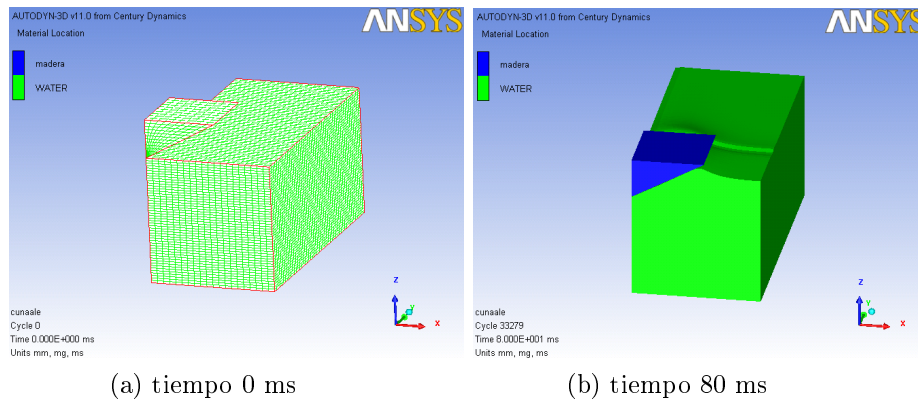 AUTODYN-3D v11.0 from Century Dynamics
Material Location
ANSYS
madera
WATER
z
Y
x
cunaale
Cycle 0
Time 0.000E+000 ms
Units mm, mg, ms
(a) tiempo 0 ms
AUTODYN-3D v11.0 from Century Dynamics
Material Location
ANSYS
madera
WATER
z
Y
x
cunaale
Cycle 33279
Time 8.000E+001 ms
Units mm, mg, ms
(b) tiempo 80 ms